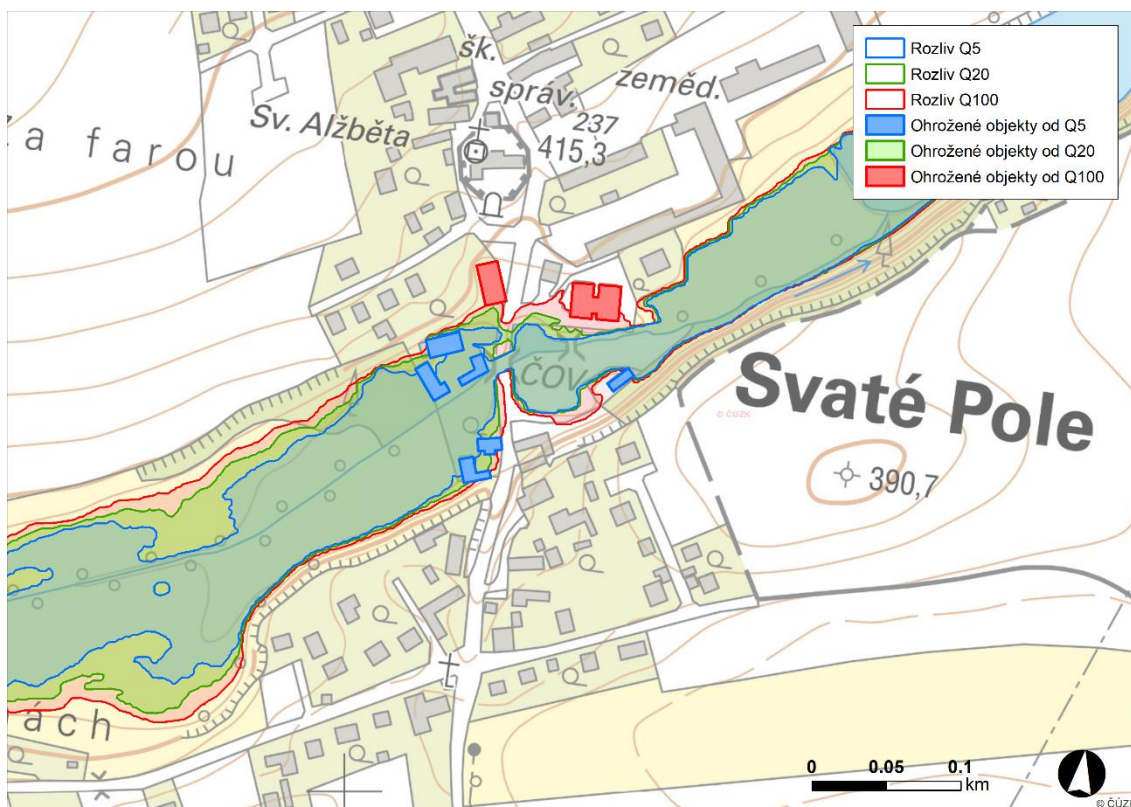 šk.
správ.
zeměd.
237
415,3
Sv. Alžběta
za farou
Rozliv Q5
Rozliv Q20
Rozliv Q100
Ohrožené objekty od Q5
Ohrožené objekty od Q20
Ohrožené objekty od Q100
ČOV
Svaté Pole
© ČÚZK
390,7
ách
0 0.05 0.1
km
© ČÚZK